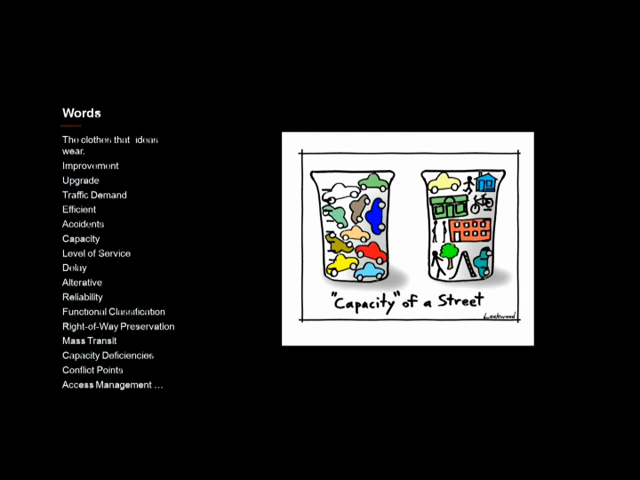 Words
The clothes that ideas
wear.
Improvement
Upgrade
Traffic Demand
Efficient
Accidents
Capacity
Level of Service
Delay
Alterative
Reliability
Functional Classification
Right-of-Way Preservation
Mass Transit
Capacity Deficiencies
Conflict Points
Access Management ...
"Capacity" of a Street
Lockwood